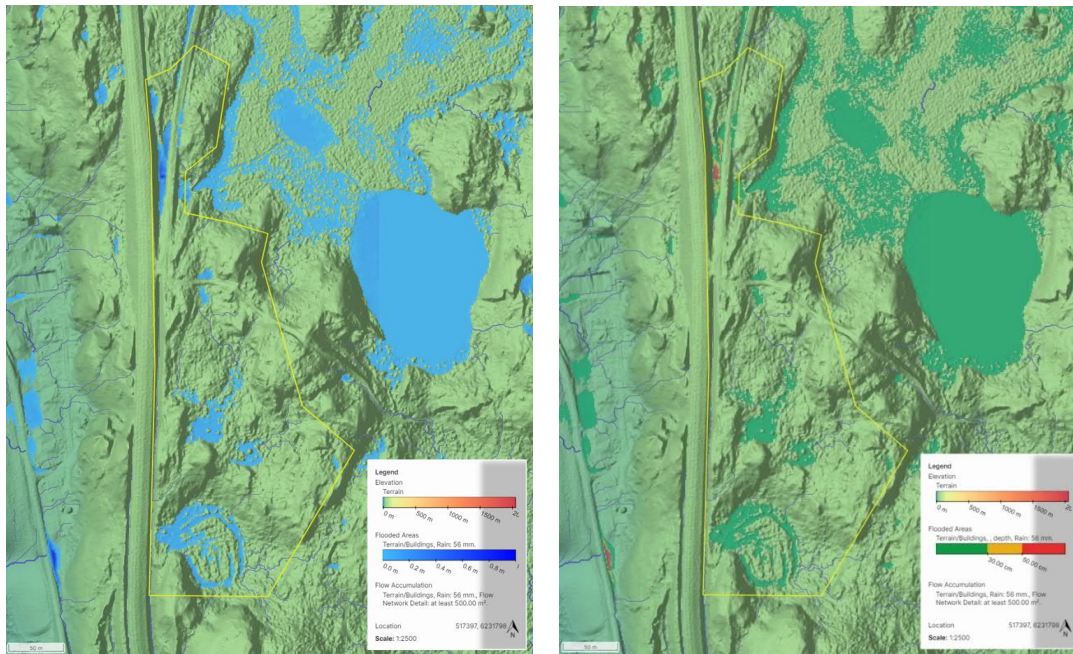 Legend
Elevation
Terrain
0 m 500 m 1000 m 1500 m
Flooded Areas
Terrain/Buildings, Rain: 56 mm.
0.0 m 0.2 m 0.4 m 0.6 m 0.8 m
Flow Accumulation
Terrain/Buildings, Rain: 56 mm., Flow
Network Detail: at least 500.00 m².
Location 517397, 6231798
Scale: 1:2500
N
50 m
Legend
Elevation
Terrain
0 m 500 m 1000 m 1500 m
Flooded Areas
Terrain/Buildings, , depth, Rain: 56 mm.
30.00 cm 50.00 cm
Flow Accumulation
Terrain/Buildings, Rain: 56 mm., Flow
Network Detail: at least 500.00 m².
Location 517397, 6231798
Scale: 1:2500
N
50 m